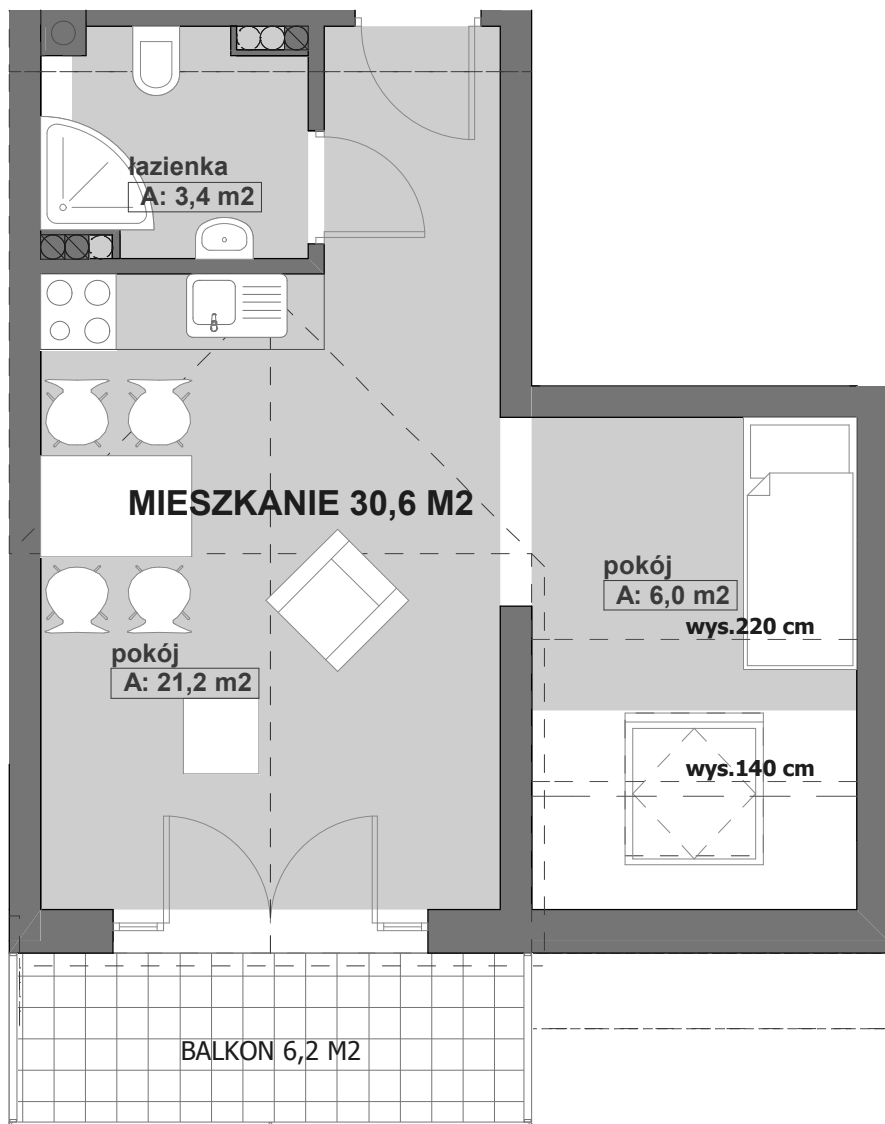 łazienka
A: 3,4 m2
MIESZKANIE 30,6 M2
pokój
A: 6,0 m2
wys.220 cm
pokój
A: 21,2 m2
wys.140 cm
BALKON 6,2 M2